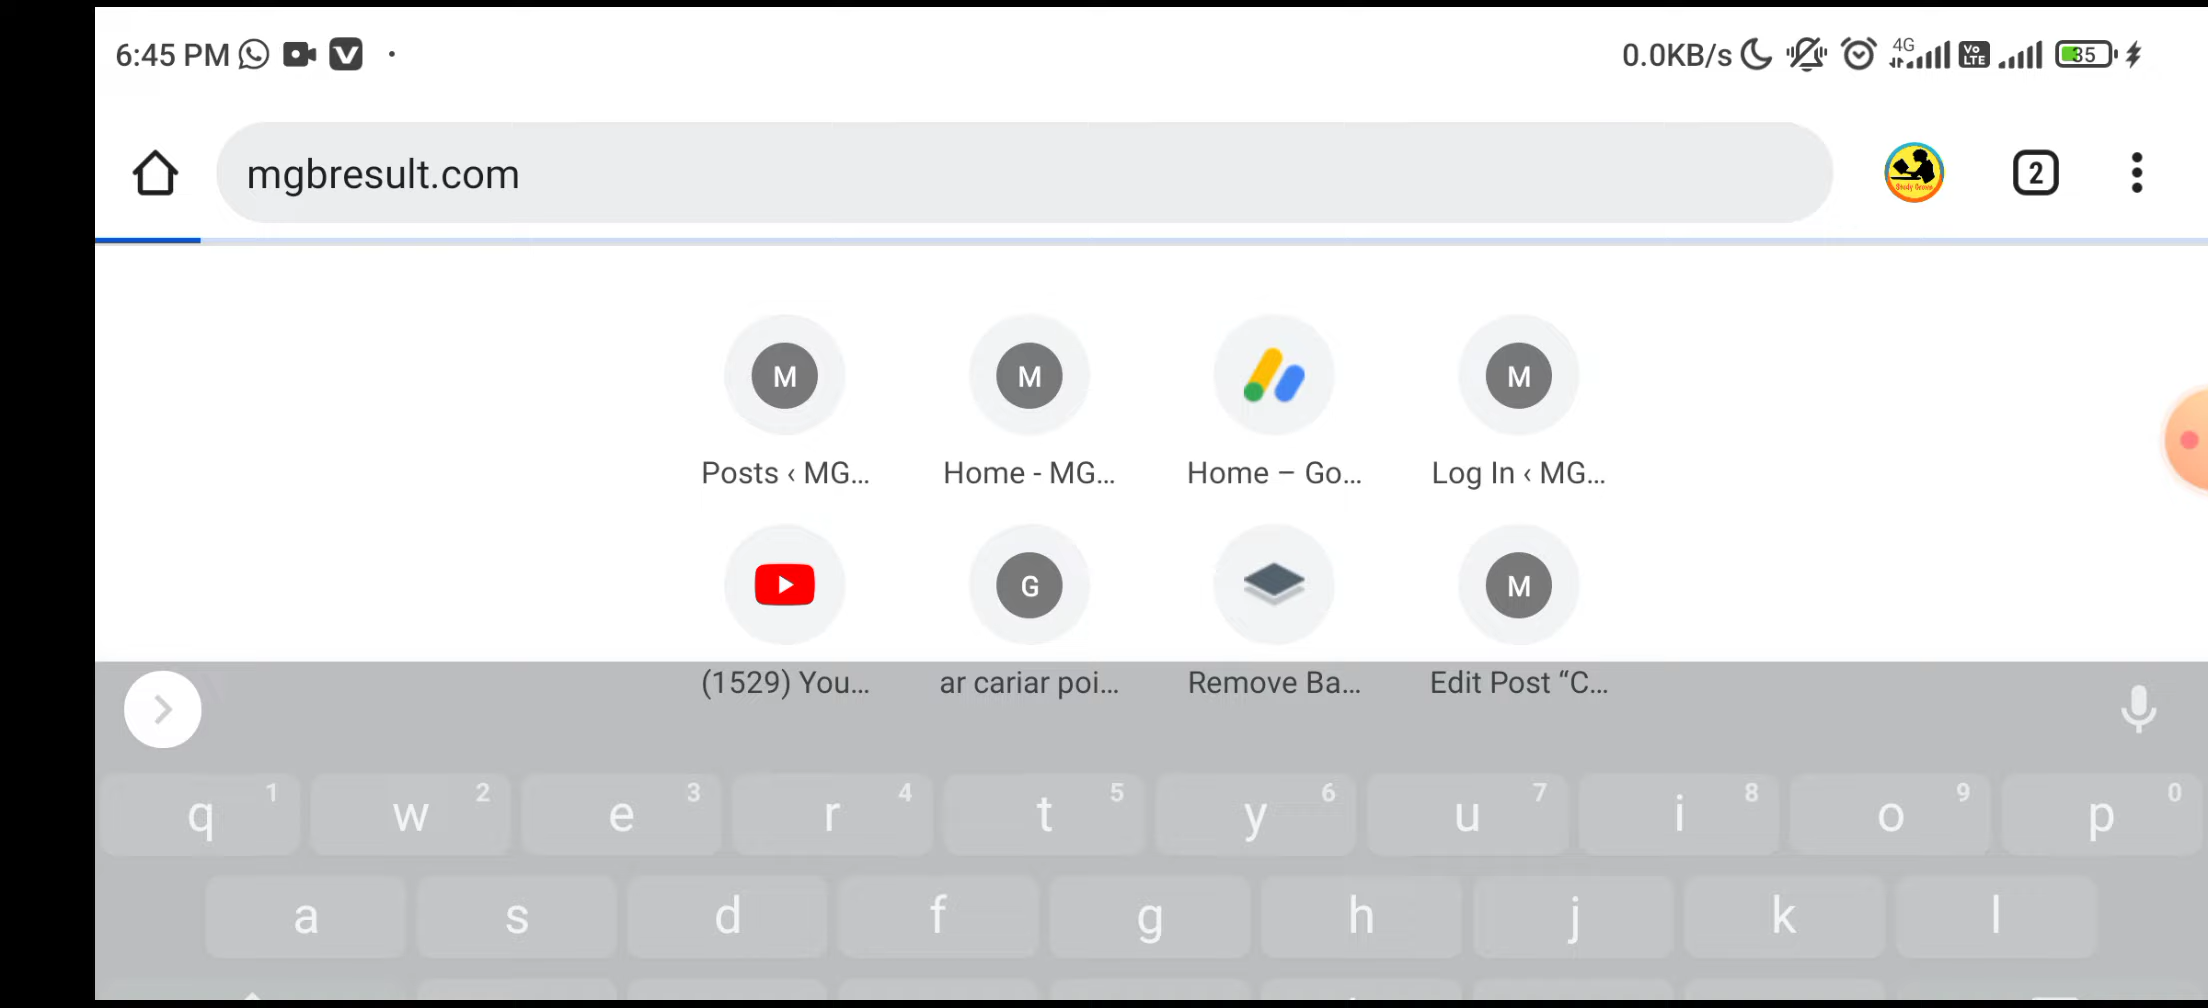 6:45 PM
0.0KB/s 4G Vo LTE 35
mgbresult.com
2
M M M
Posts ‹ MG... Home - MG... Home – Go... Log In ‹ MG...
G M
(1529) You... ar cariar poi... Remove Ba... Edit Post “C...
q 1 w 2 e 3 r 4 t 5 y 6 u 7 i 8 o 9 p 0
a s d f g h j k l